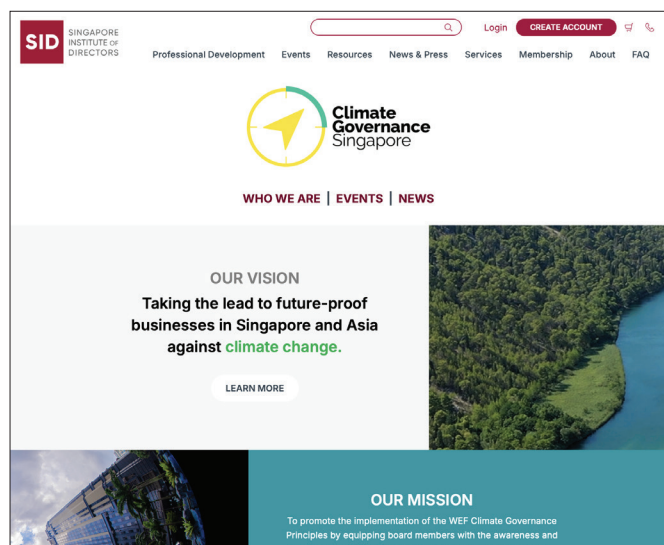 SID
SINGAPORE
INSTITUTE OF
DIRECTORS
Login
CREATE ACCOUNT
Professional Development Events Resources News & Press Services Membership About FAQ
Climate
Governance
Singapore
WHO WE ARE | EVENTS | NEWS
OUR VISION
Taking the lead to future-proof
businesses in Singapore and Asia
against climate change.
LEARN MORE
OUR MISSION
To promote the implementation of the WEF Climate Governance
Principles by equipping board members with the awareness and